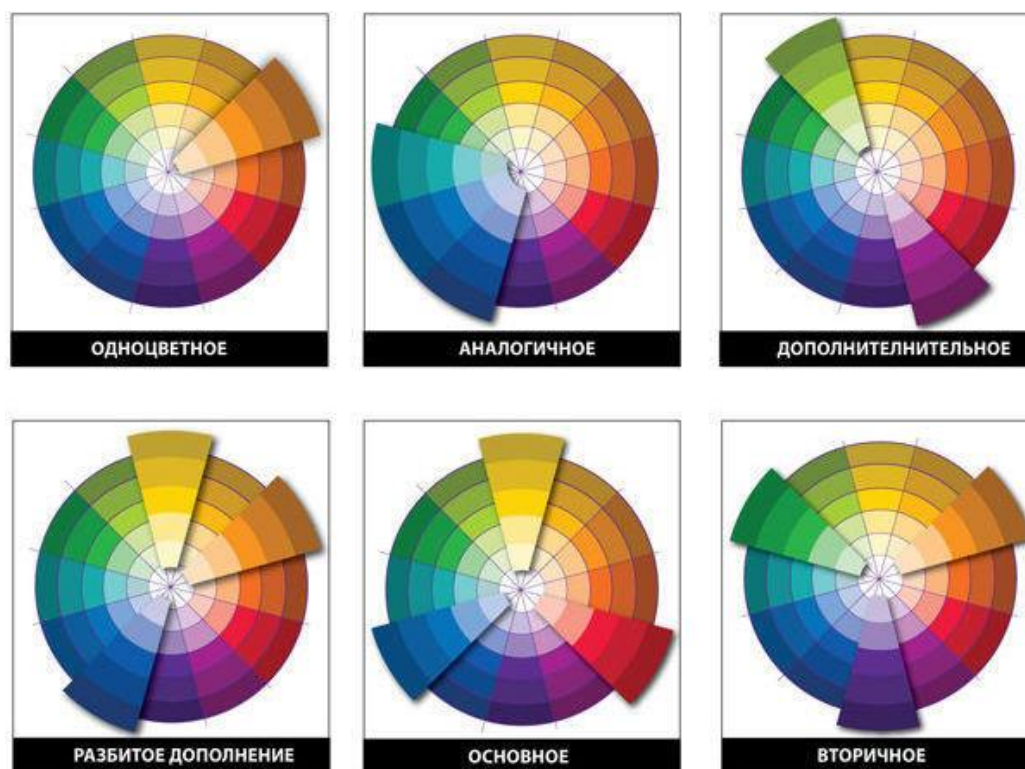 ОДНОЦВЕТНОЕ
АНАЛОГИЧНОЕ
ДОПОЛНИТЕЛНИТЕЛЬНОЕ
РАЗБИТОЕ ДОПОЛНЕНИЕ
ОСНОВНОЕ
ВТОРИЧНОЕ